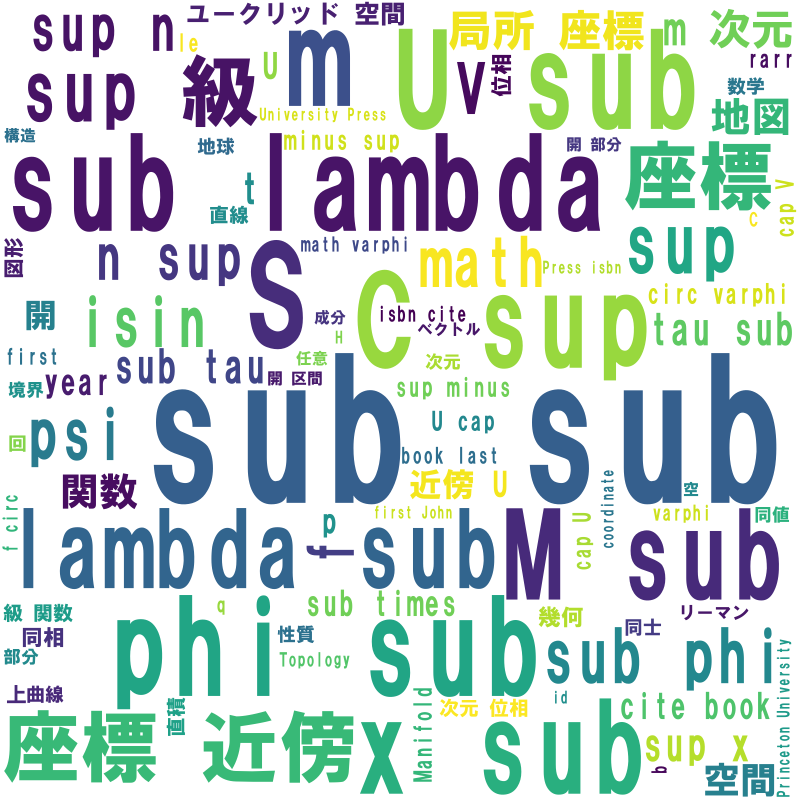 ユークリッド 空間
sup n
le
m
U
sub
局所 座標
m 次元
rarr
sup
級
U
V
位相
数学
地図
University Press
minus sup
構造
地球
開 部分
sub lambda
座標
t
直線
cap V
C
図形
n sup
S
math varphi
math
sup
Press isbn
C
sup
circ varphi
開
isin
成分
isbn cite
ベクトル
tau sub
H
first
sub tau
任意
次元
境界
year
開 区間
sup minus
sub sub
psi
U cap
回
book last
関数
近傍 U
coordinate
空
first John
varphi
同値
f circ
lambda
p
f
sub
M sub
cap U
級 関数
q
sub times
幾何
リーマン
phi sub
同相
性質
同士
部分
Topology
sub phi
上曲線
直積
Manifold
次元 位相
id
cite book
Princeton University
座標 近傍
x sub
sup x
b
空間